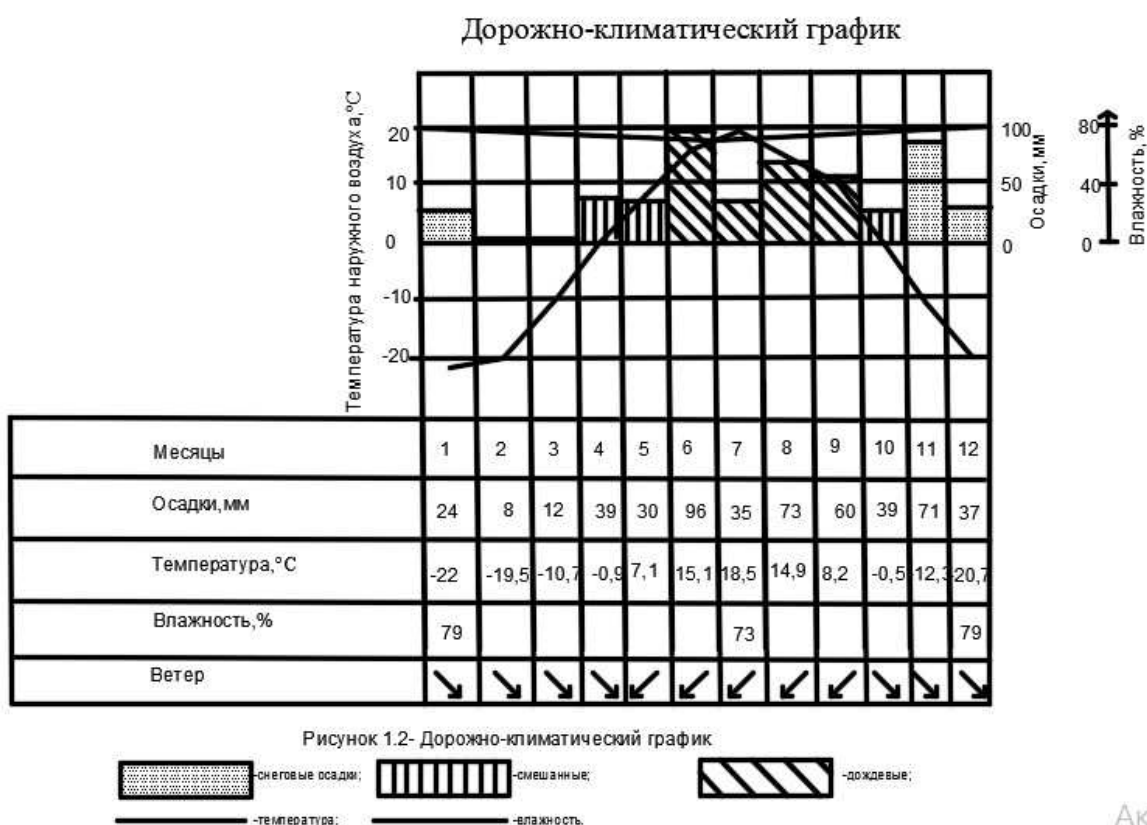 Дорожно-климатический график
Температура наружного воздуха,°С
20
10
0
-10
-20
100
50
0
Осадки,мм
80
40
0
Влажность,%
Месяцы 1 2 3 4 5 6 7 8 9 10 11 12
Осадки,мм 24 8 12 39 30 96 35 73 60 39 71 37
Температура,°С -22 -19,5 -10,7 -0,9 7,1 15,1 18,5 14,9 8,2 -0,5 -12,3 -20,7
Влажность,% 79 73 79
Ветер
Рисунок 1.2- Дорожно-климатический график
-снеговые осадки; -смешанные; -дождевые;
-температура; -влажность.
Ак